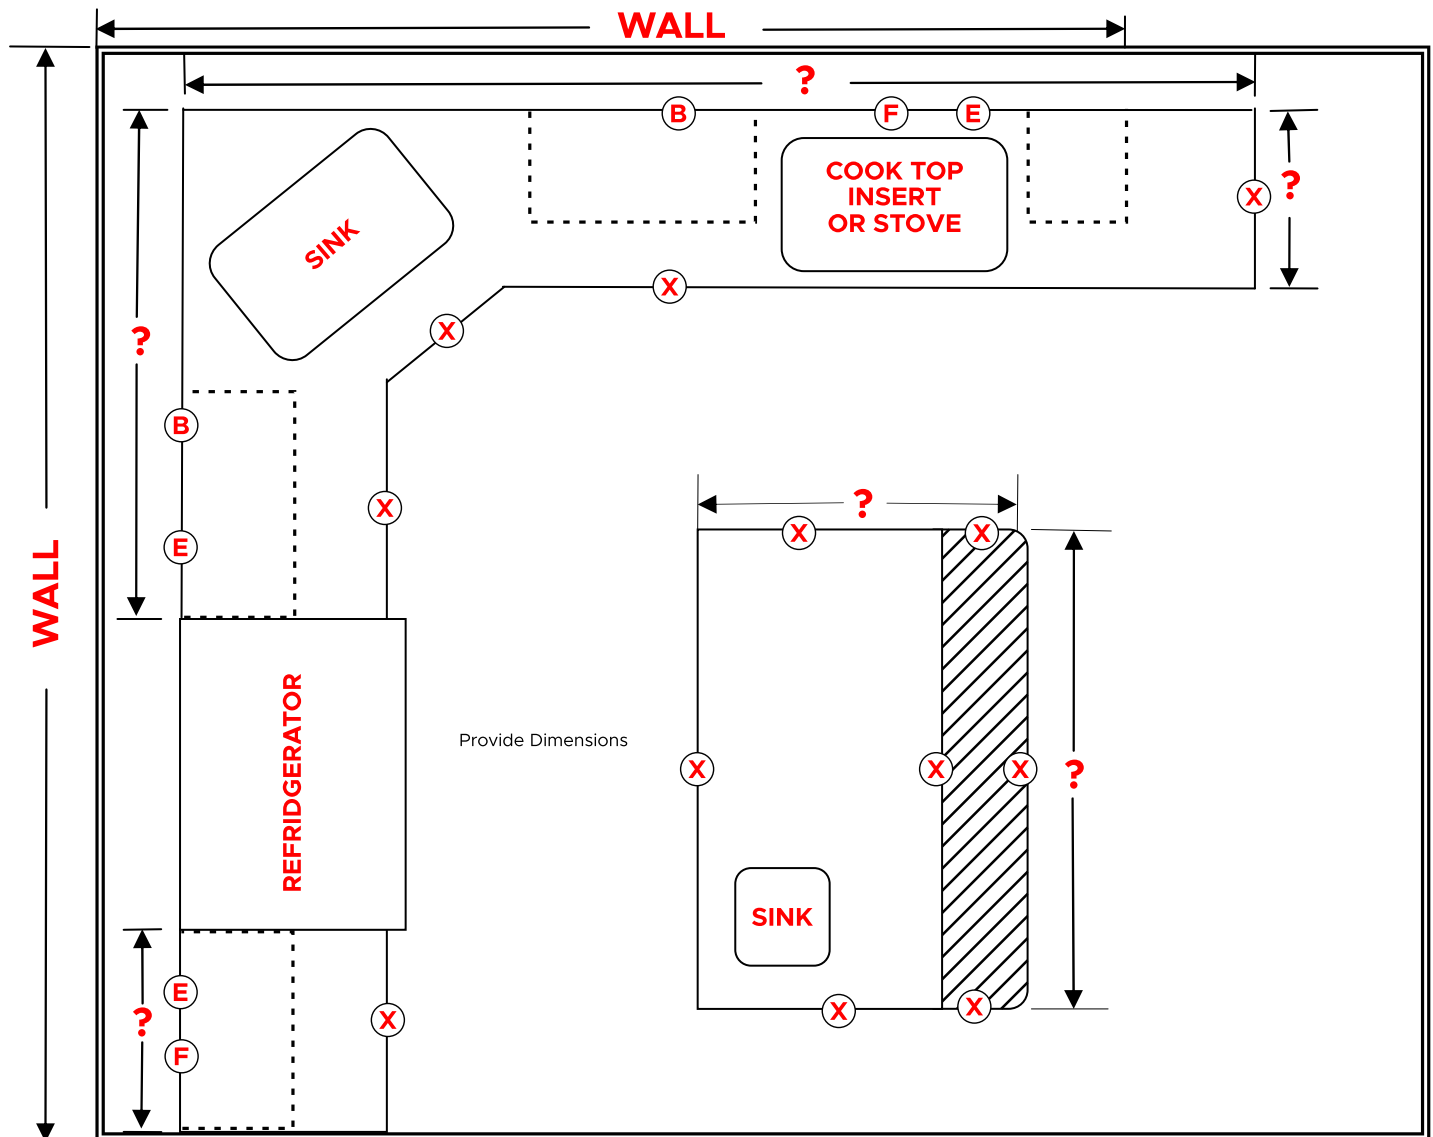 WALL
?
B
F
E
COOK TOP
INSERT
OR STOVE
?
X
SINK
X
X
?
B
X
E
?
X
X
WALL
REFRIDGERATOR
Provide Dimensions
X
X
X
?
SINK
E
X
X
X
?
F